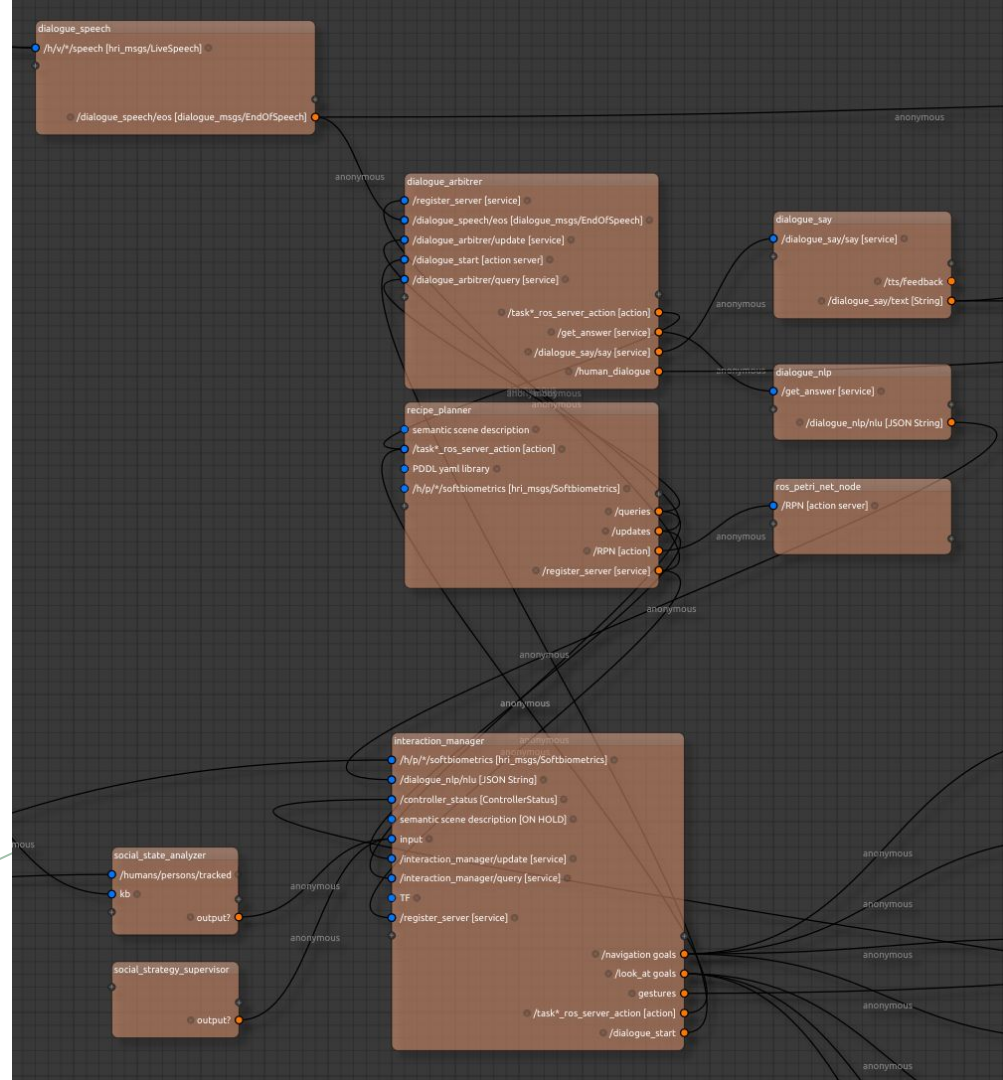 dialogue_speech
/h/v/*/speech [hri_msgs/LiveSpeech]
/dialogue_speech/eos [dialogue_msgs/EndOfSpeech]
anonymous
anonymous
dialogue_arbitrer
/register_server [service]
/dialogue_speech/eos [dialogue_msgs/EndOfSpeech]
/dialogue_arbitrer/update [service]
/dialogue_start [action server]
/dialogue_arbitrer/query [service]
/task*_ros_server_action [action]
/get_answer [service]
/dialogue_say/say [service]
/human_dialogue
dialogue_say
/dialogue_say/say [service]
/tts/feedback
/dialogue_say/text [String]
anonymous
anonymous
dialogue_nlp
/get_answer [service]
/dialogue_nlp/nlu [JSON String]
anonymous
recipe_planner
semantic scene description
/task*_ros_server_action [action]
PDDL yaml library
/h/p/*/softbiometrics [hri_msgs/Softbiometrics]
/queries
/updates
/RPN [action]
/register_server [service]
ros_petri_net_node
/RPN [action server]
anonymous
anonymous
anonymous
anonymous
interaction_manager
anonymous
anonymous
/h/p/*/softbiometrics [hri_msgs/Softbiometrics]
/dialogue_nlp/nlu [JSON String]
/controller_status [ControllerStatus]
semantic scene description [ON HOLD]
input
/interaction_manager/update [service]
/interaction_manager/query [service]
TF
/register_server [service]
/navigation goals
/look_at goals
gestures
/task*_ros_server_action [action]
/dialogue_start
mous
social_state_analyzer
/humans/persons/tracked
kb
output?
anonymous
anonymous
social_strategy_supervisor
output?
anonymous
anonymous
anonymous
anonymous
anonymous